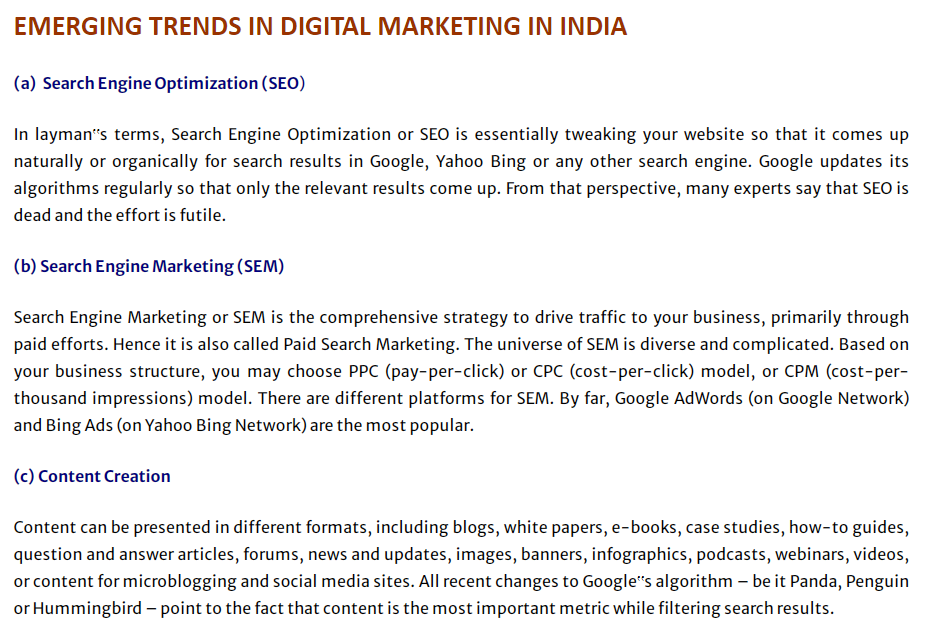 EMERGING TRENDS IN DIGITAL MARKETING IN INDIA
(a) Search Engine Optimization (SEO)
In layman‟s terms, Search Engine Optimization or SEO is essentially tweaking your website so that it comes up
naturally or organically for search results in Google, Yahoo Bing or any other search engine. Google updates its
algorithms regularly so that only the relevant results come up. From that perspective, many experts say that SEO is
dead and the effort is futile.
(b) Search Engine Marketing (SEM)
Search Engine Marketing or SEM is the comprehensive strategy to drive traffic to your business, primarily through
paid efforts. Hence it is also called Paid Search Marketing. The universe of SEM is diverse and complicated. Based on
your business structure, you may choose PPC (pay-per-click) or CPC (cost-per-click) model, or CPM (cost-per-
thousand impressions) model. There are different platforms for SEM. By far, Google AdWords (on Google Network)
and Bing Ads (on Yahoo Bing Network) are the most popular.
(c) Content Creation
Content can be presented in different formats, including blogs, white papers, e-books, case studies, how-to guides,
question and answer articles, forums, news and updates, images, banners, infographics, podcasts, webinars, videos,
or content for microblogging and social media sites. All recent changes to Google‟s algorithm – be it Panda, Penguin
or Hummingbird – point to the fact that content is the most important metric while filtering search results.